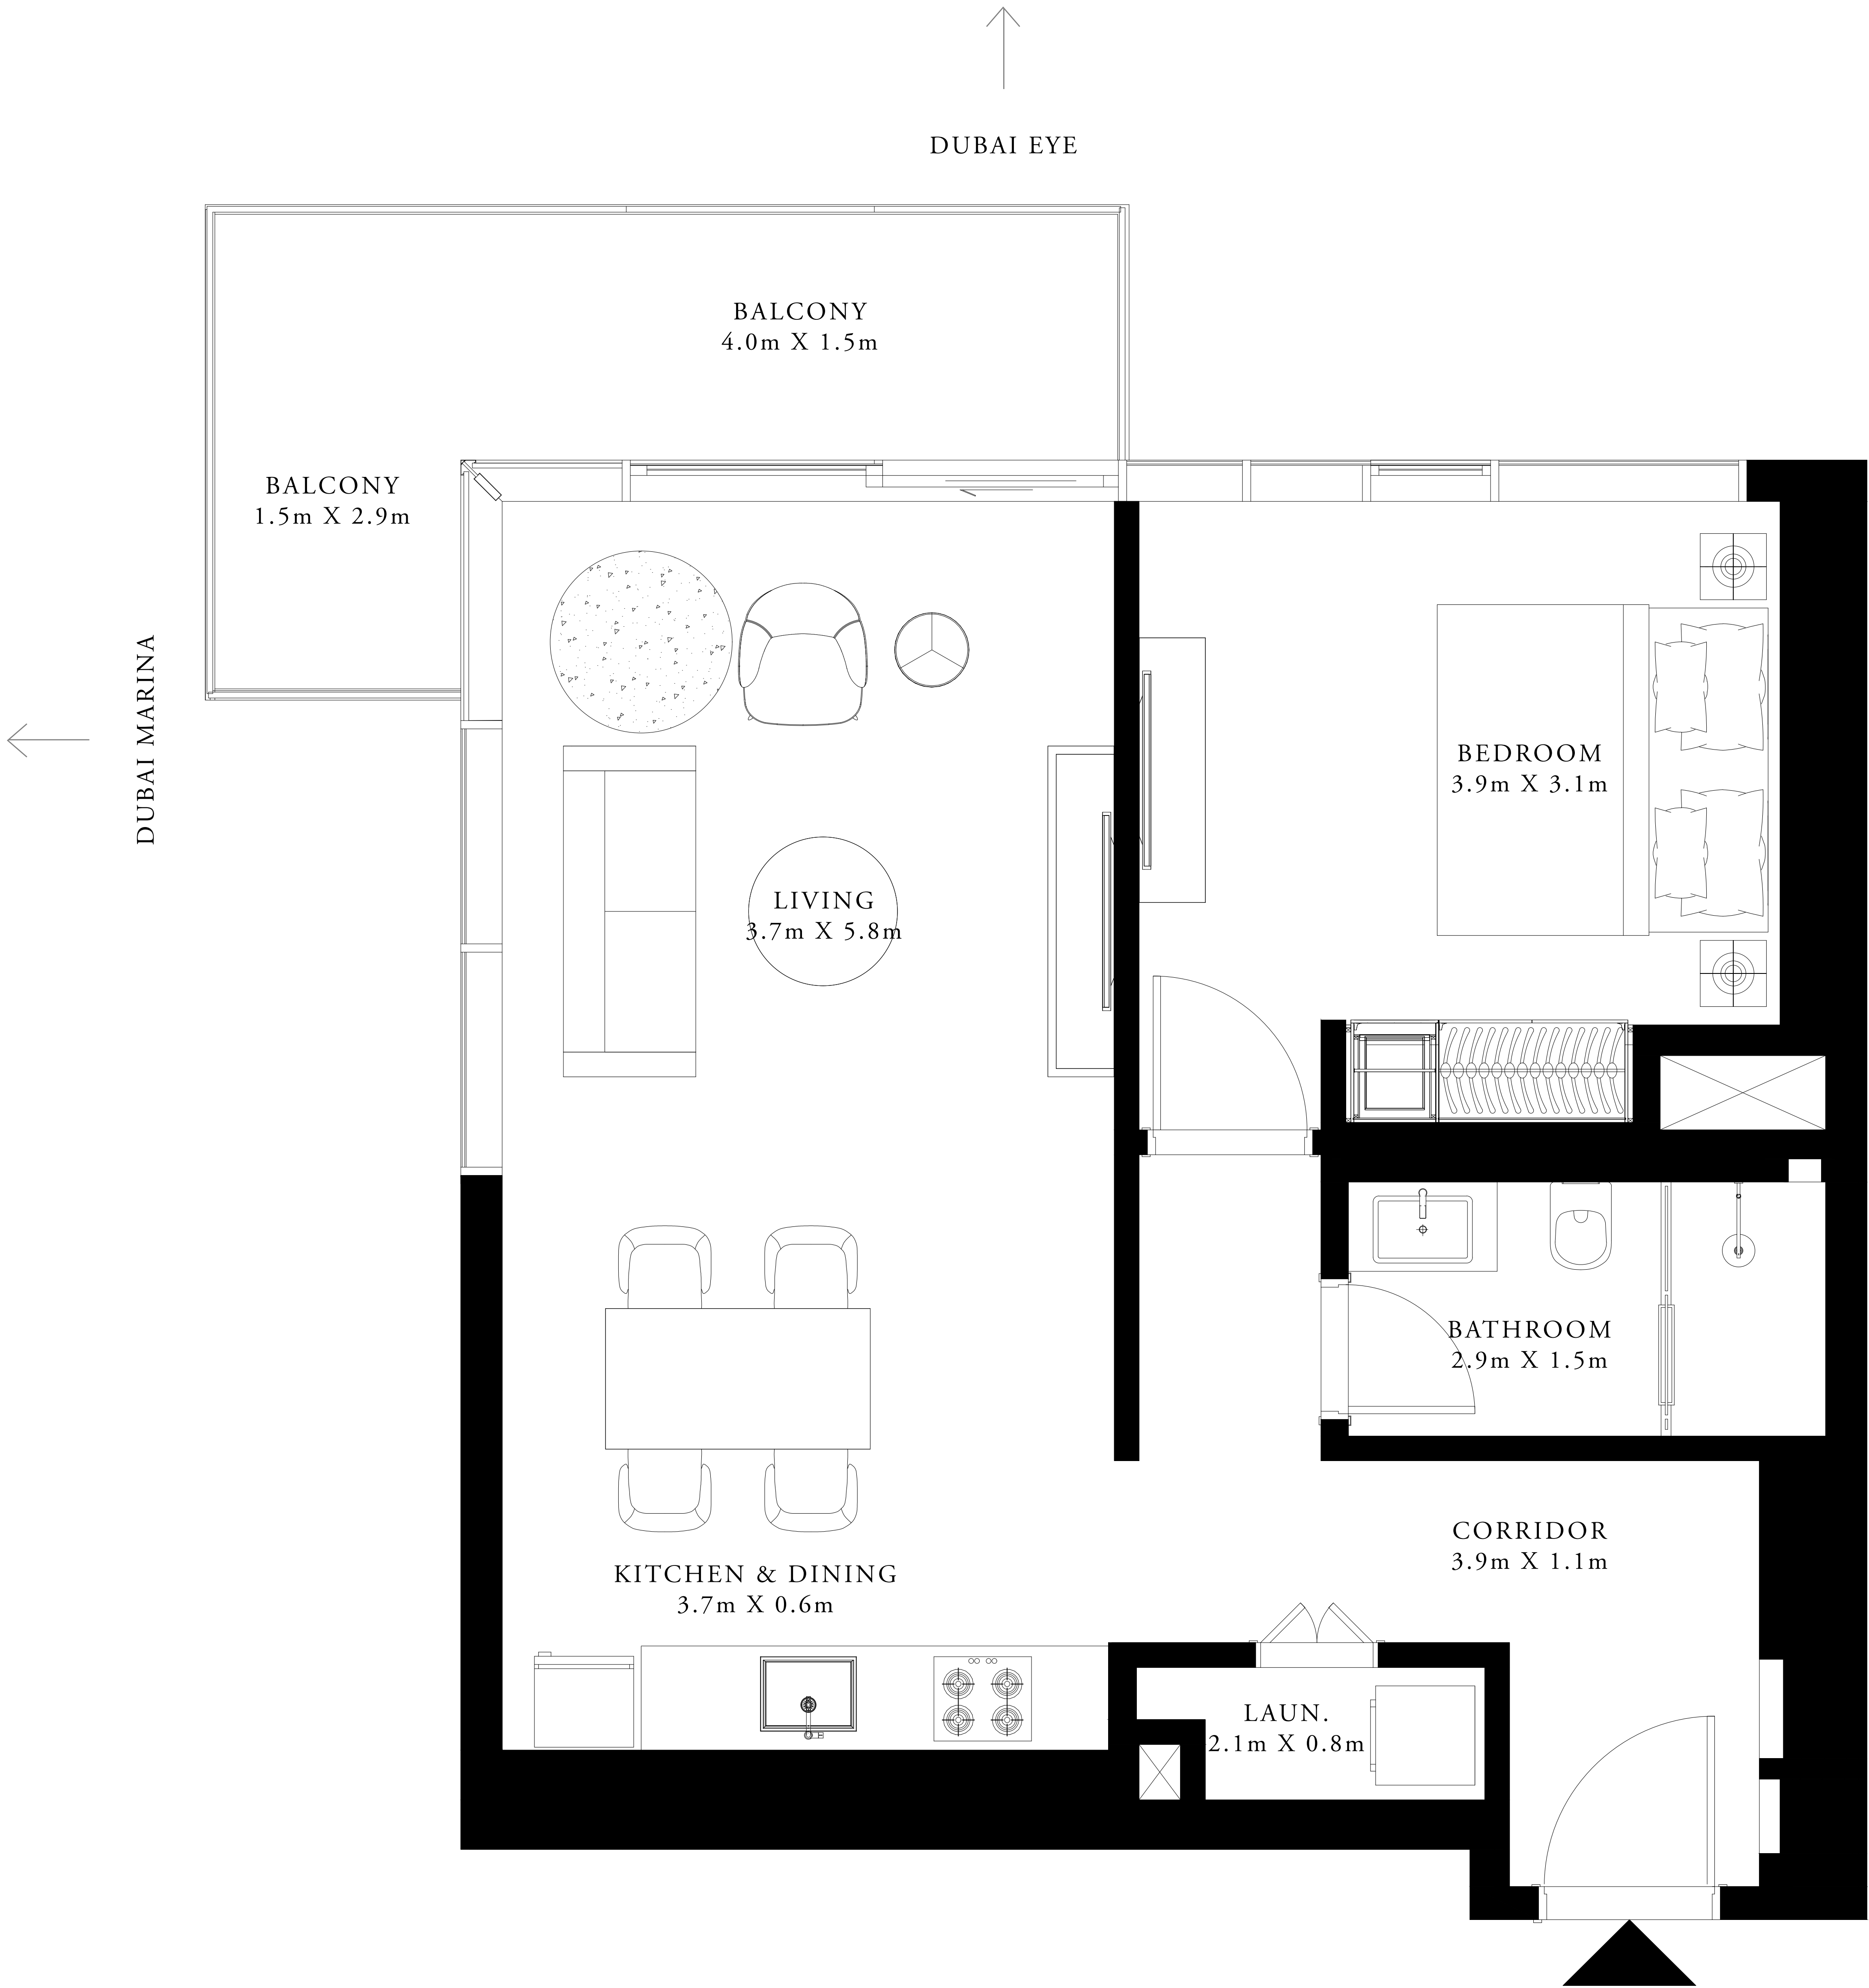 DUBAI EYE
BALCONY
4.0m X 1.5m
BALCONY
1.5m X 2.9m
DUBAI MARINA
BEDROOM
3.9m X 3.1m
LIVING
3.7m X 5.8m
BATHROOM
2.9m X 1.5m
CORRIDOR
3.9m X 1.1m
KITCHEN & DINING
3.7m X 0.6m
LAUN.
2.1m X 0.8m